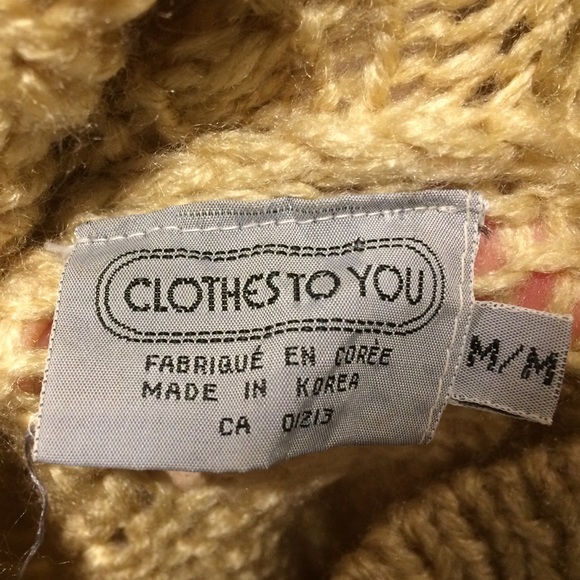 CLOTHES TO YOU
FABRIQUÉ EN CORÉE
MADE IN KOREA
CA 01213
M/M